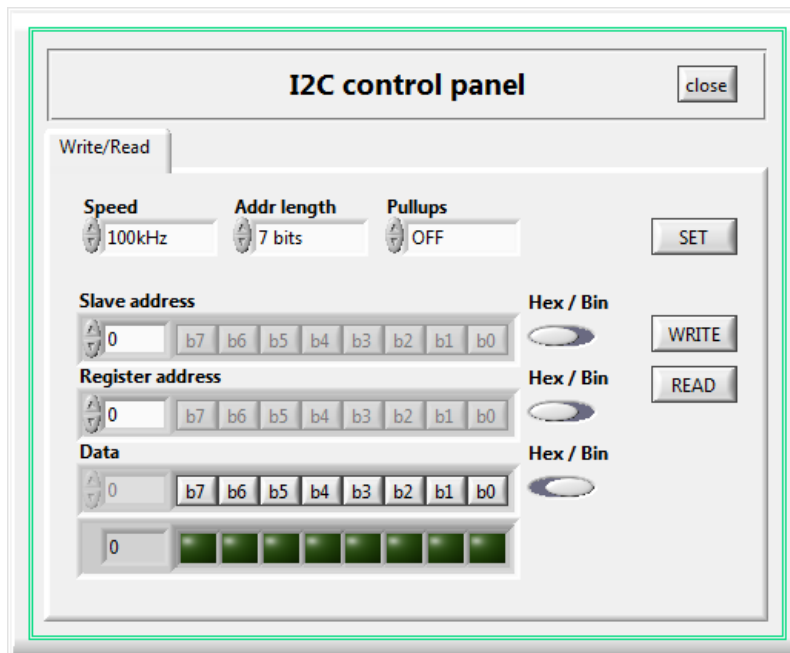 I2C control panel close
Write/Read
Speed Addr length Pullups
100kHz 7 bits OFF SET
Slave address Hex / Bin
0 b7 b6 b5 b4 b3 b2 b1 b0 WRITE
Register address Hex / Bin READ
0 b7 b6 b5 b4 b3 b2 b1 b0
Data Hex / Bin
0 b7 b6 b5 b4 b3 b2 b1 b0
0